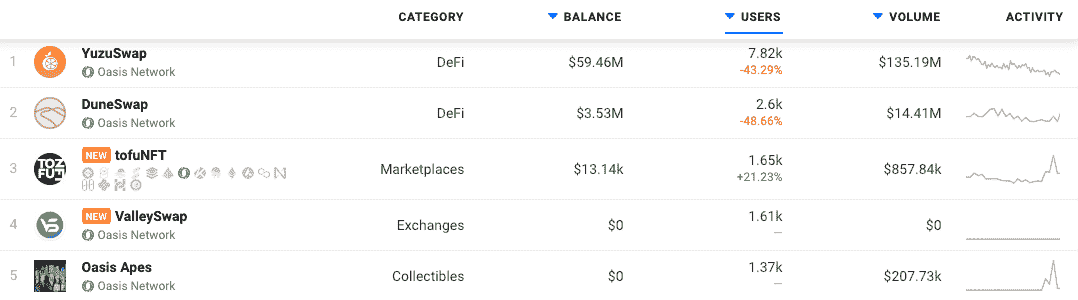 CATEGORY BALANCE USERS VOLUME ACTIVITY
1 YuzuSwap Oasis Network DeFi $59.46M 7.82k -43.29% $135.19M
2 DuneSwap Oasis Network DeFi $3.53M 2.6k -48.66% $14.41M
3 TOZ FUL NEW tofuNFT Marketplaces $13.14k 1.65k +21.23% $857.84k
4 VS NEW ValleySwap Oasis Network Exchanges $0 1.61k — $0
5 Oasis Apes Oasis Network Collectibles $0 1.37k — $207.73k